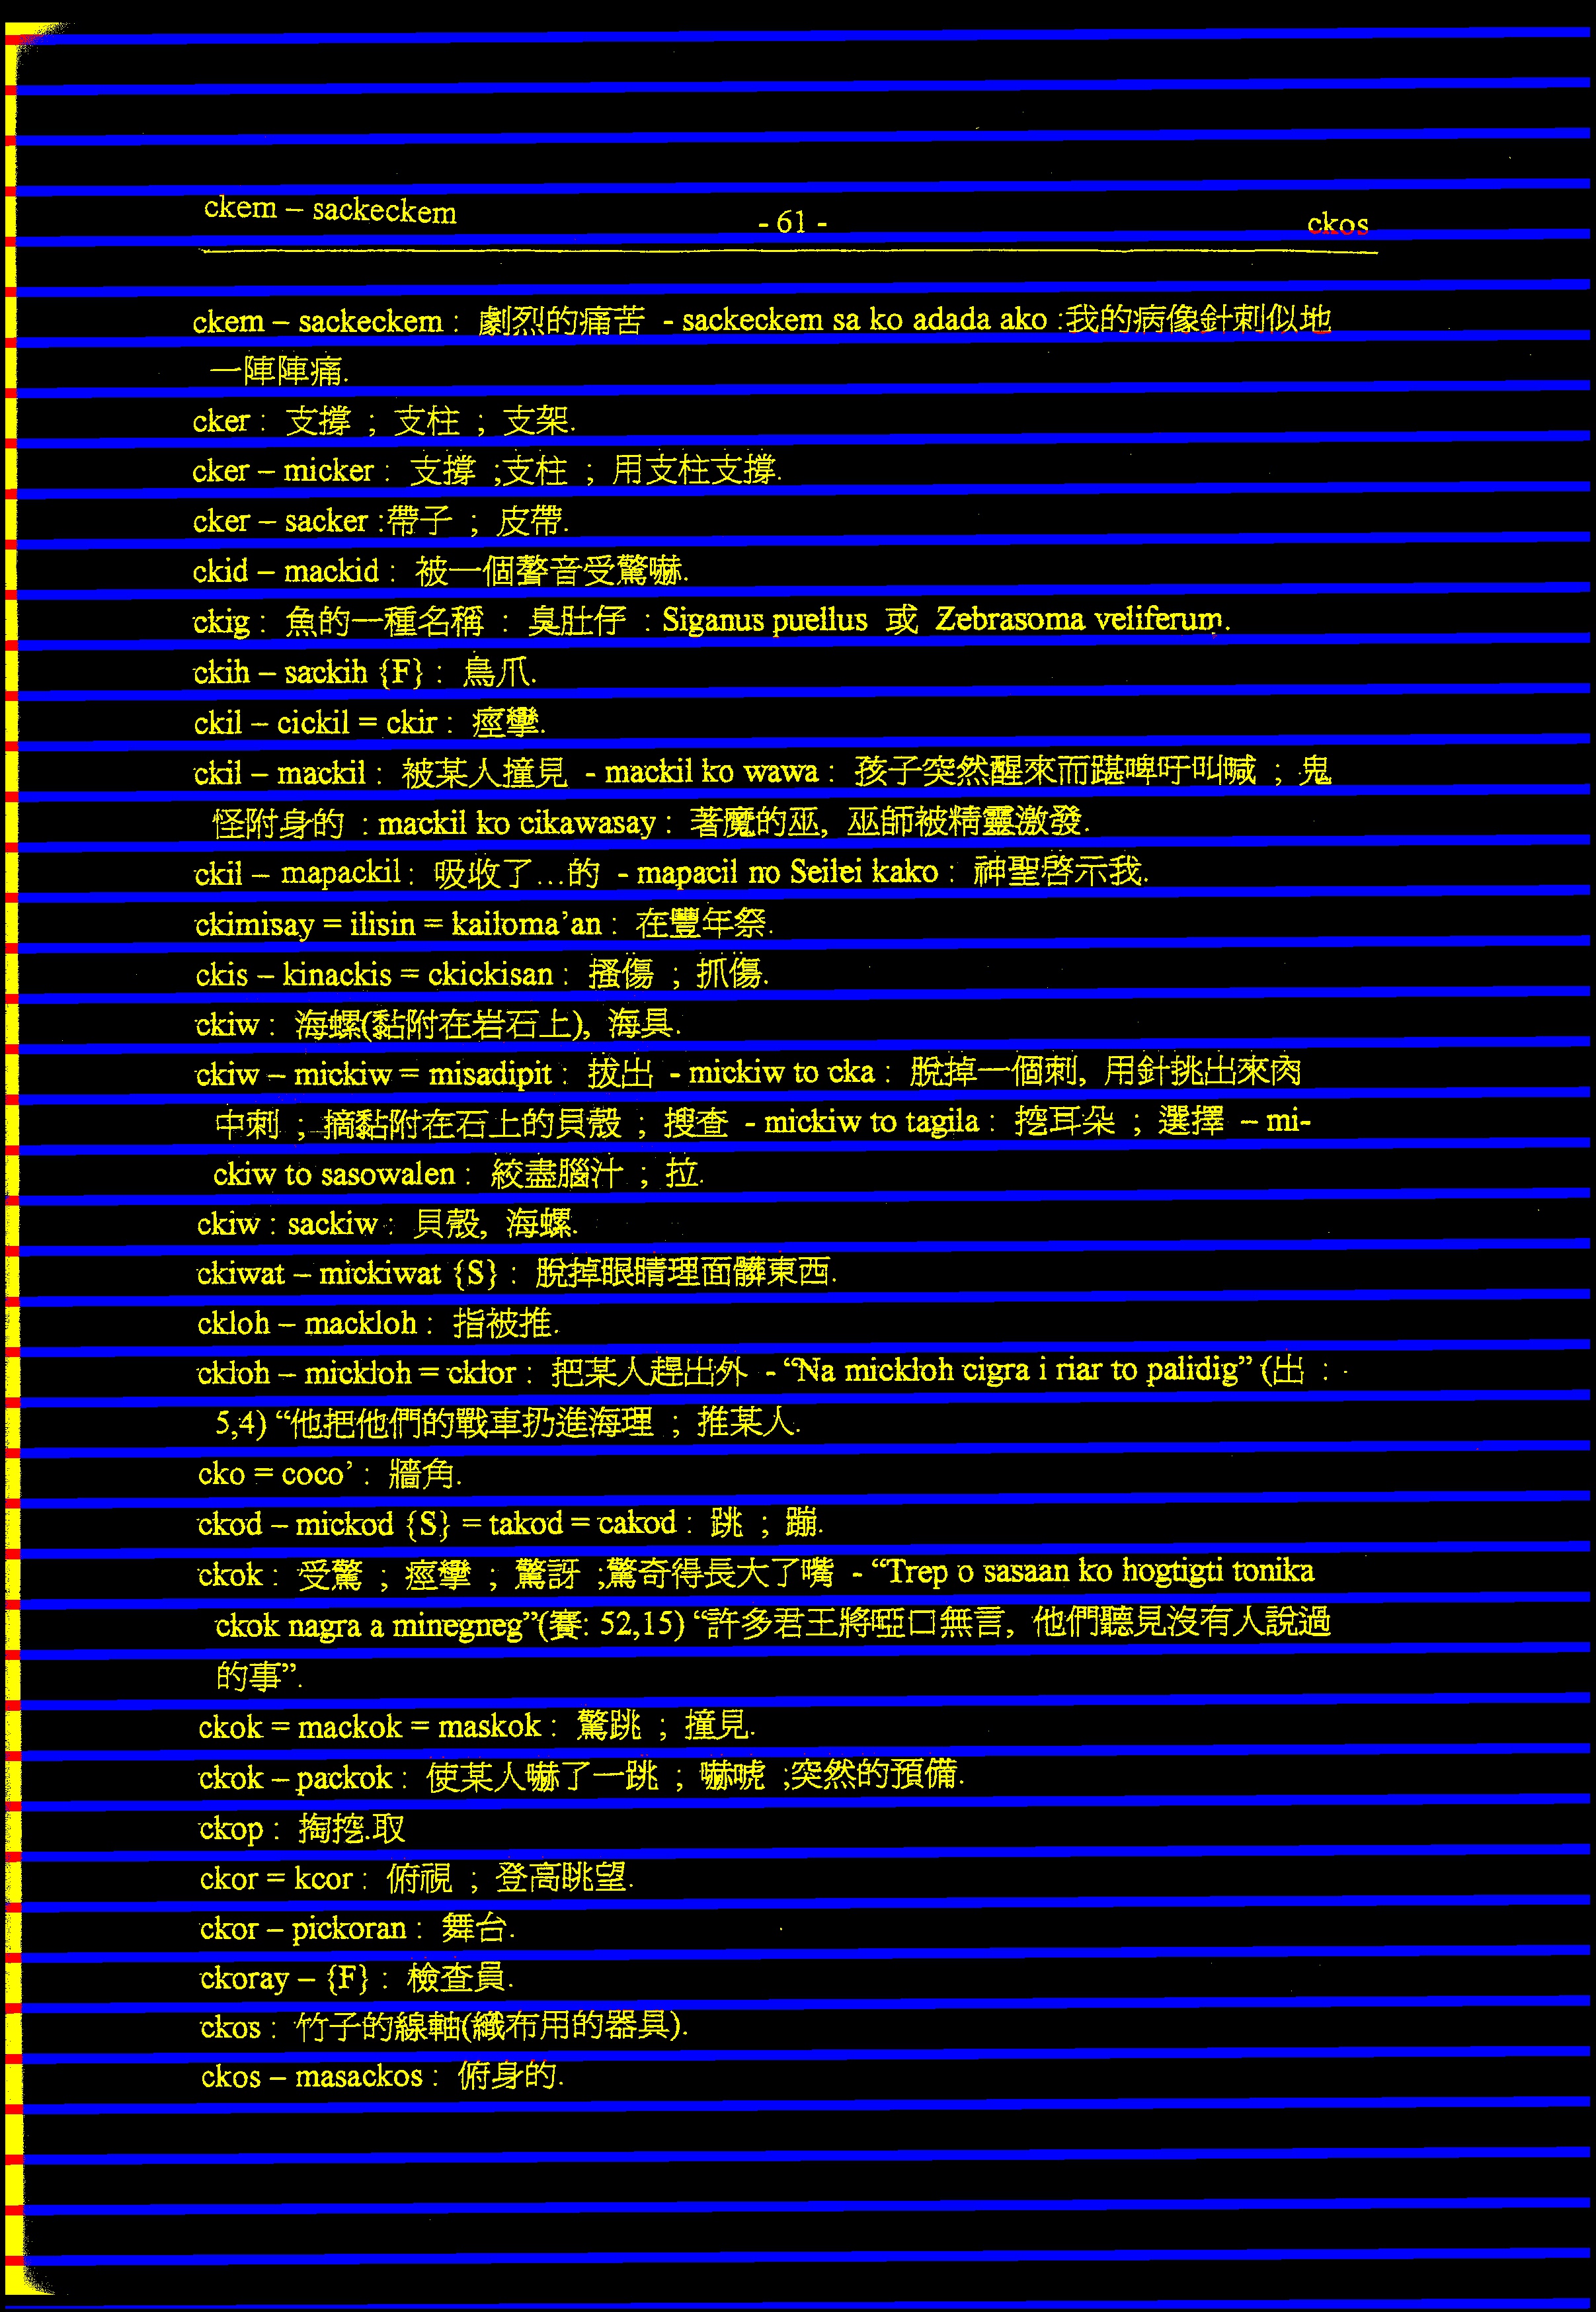 ckem – sackeckem - 61 - ckos
ckem – sackeckem : 劇烈的痛苦 - sackeckem sa ko adada ako :我的病像針刺似地
一陣陣痛.
cker : 支撐 ; 支柱 ; 支架.
cker – micker : 支撐 ;支柱 ; 用支柱支撐.
cker – sacker :帶子 ; 皮帶.
ckid – mackid : 被一個聲音受驚嚇.
ckig : 魚的一種名稱 : 臭肚仔 : Siganus puellus 或 Zebrasoma veliferum.
ckih – sackih {F} : 鳥爪.
ckil – cickil = ckir : 痙攣.
ckil – mackil : 被某人撞見 - mackil ko wawa : 孩子突然醒來而踸啤吁叫喊 ; 鬼
怪附身的 : mackil ko cikawasay : 著魔的巫, 巫師被精靈激發.
ckil – mapackil : 吸收了...的 - mapacil no Seilei kako : 神聖啓示我.
ckimisay = ilisin = kailoma’an : 在豐年祭.
ckis – kinackis = ckickisan : 搔傷 ; 抓傷.
ckiw : 海螺(黏附在岩石上), 海具.
ckiw – mickiw = misadipit : 拔出 - mickiw to cka : 脫掉一個刺, 用針挑出來肉
中刺 ; 摘黏附在石上的貝殼 ; 搜查 - mickiw to tagila : 挖耳朵 ; 選擇 – mi-
ckiw to sasowalen : 絞盡腦汁 ; 拉.
ckiw : sackiw : 貝殼, 海螺.
ckiwat – mickiwat {S} : 脫掉眼睛理面髒東西.
ckloh – mackloh : 指被推.
ckloh – mickloh = cklor : 把某人趕出外 - “Na mickloh cigra i riar to palidig” (出 :
5,4) “他把他們的戰車扔進海理 ; 推某人.
cko = coco’ : 牆角.
ckod – mickod {S} = takod = cakod : 跳 ; 蹦.
ckok : 受驚 ; 痙攣 ; 驚訝 ;驚奇得長大了嘴 - “Trep o sasaan ko hogtigti tonika
ckok nagra a minegneg”(賽: 52,15) “許多君王將啞口無言, 他們聽見沒有人說過
的事”.
ckok = mackok = maskok : 驚跳 ; 撞見.
ckok – packok : 使某人嚇了一跳 ; 嚇唬 ;突然的預備.
ckop : 掏挖.取
ckor = kcor : 俯視 ; 登高眺望.
ckor – pickoran : 舞台.
ckoray – {F} : 檢查員.
ckos : 竹子的線軸(織布用的器具).
ckos – masackos : 俯身的.